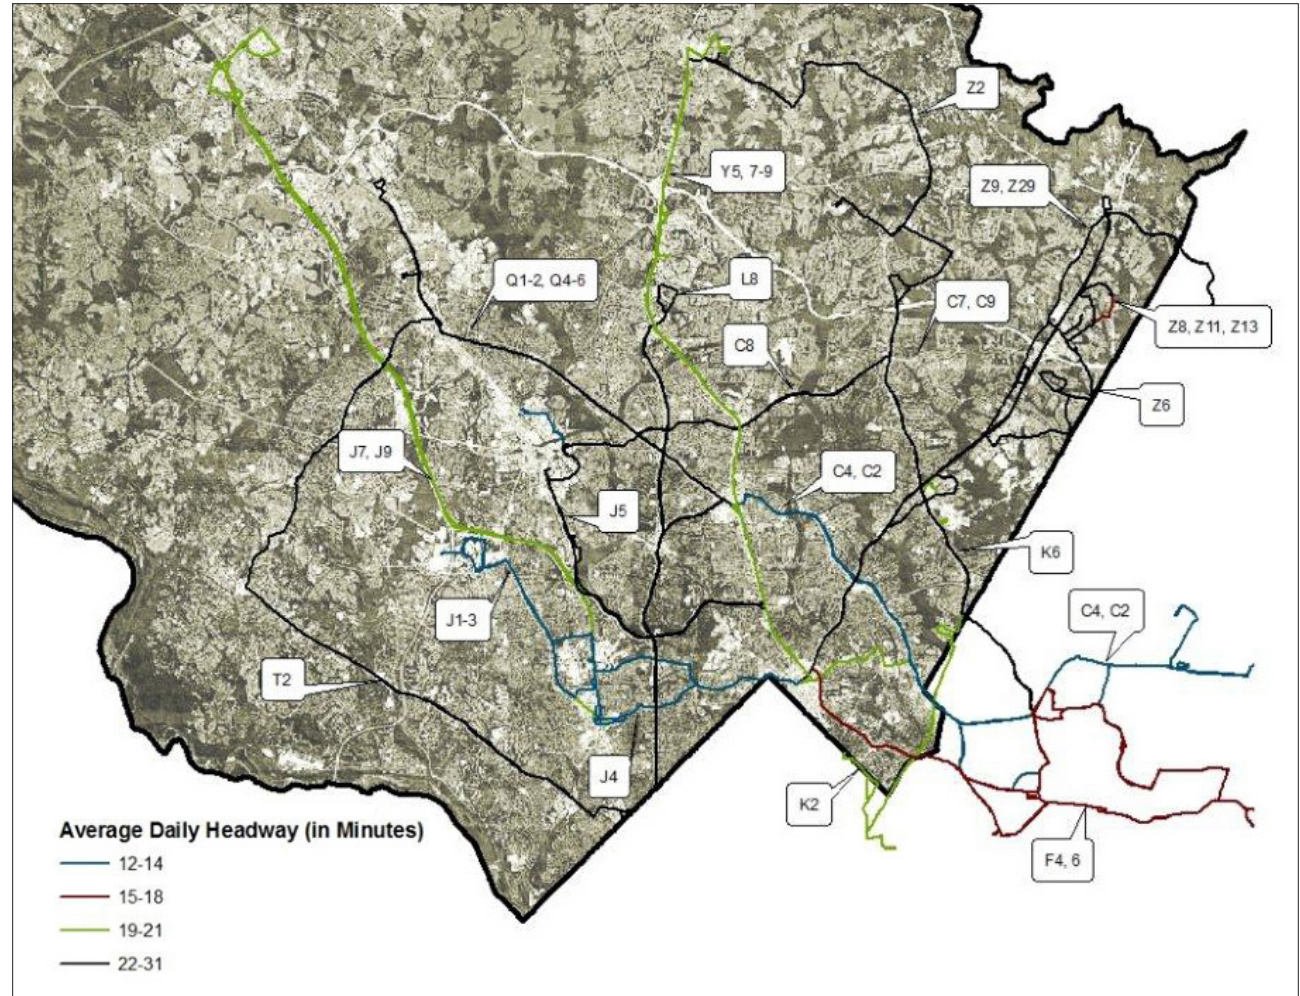 Z2
Y5, 7-9
Z9, Z29
Q1-2, Q4-6
L8
C7, C9
Z8, Z11, Z13
C8
Z6
J7, J9
C4, C2
J5
K6
J1-3
C4, C2
T2
J4
K2
F4, 6
Average Daily Headway (in Minutes)
12-14
15-18
19-21
22-31